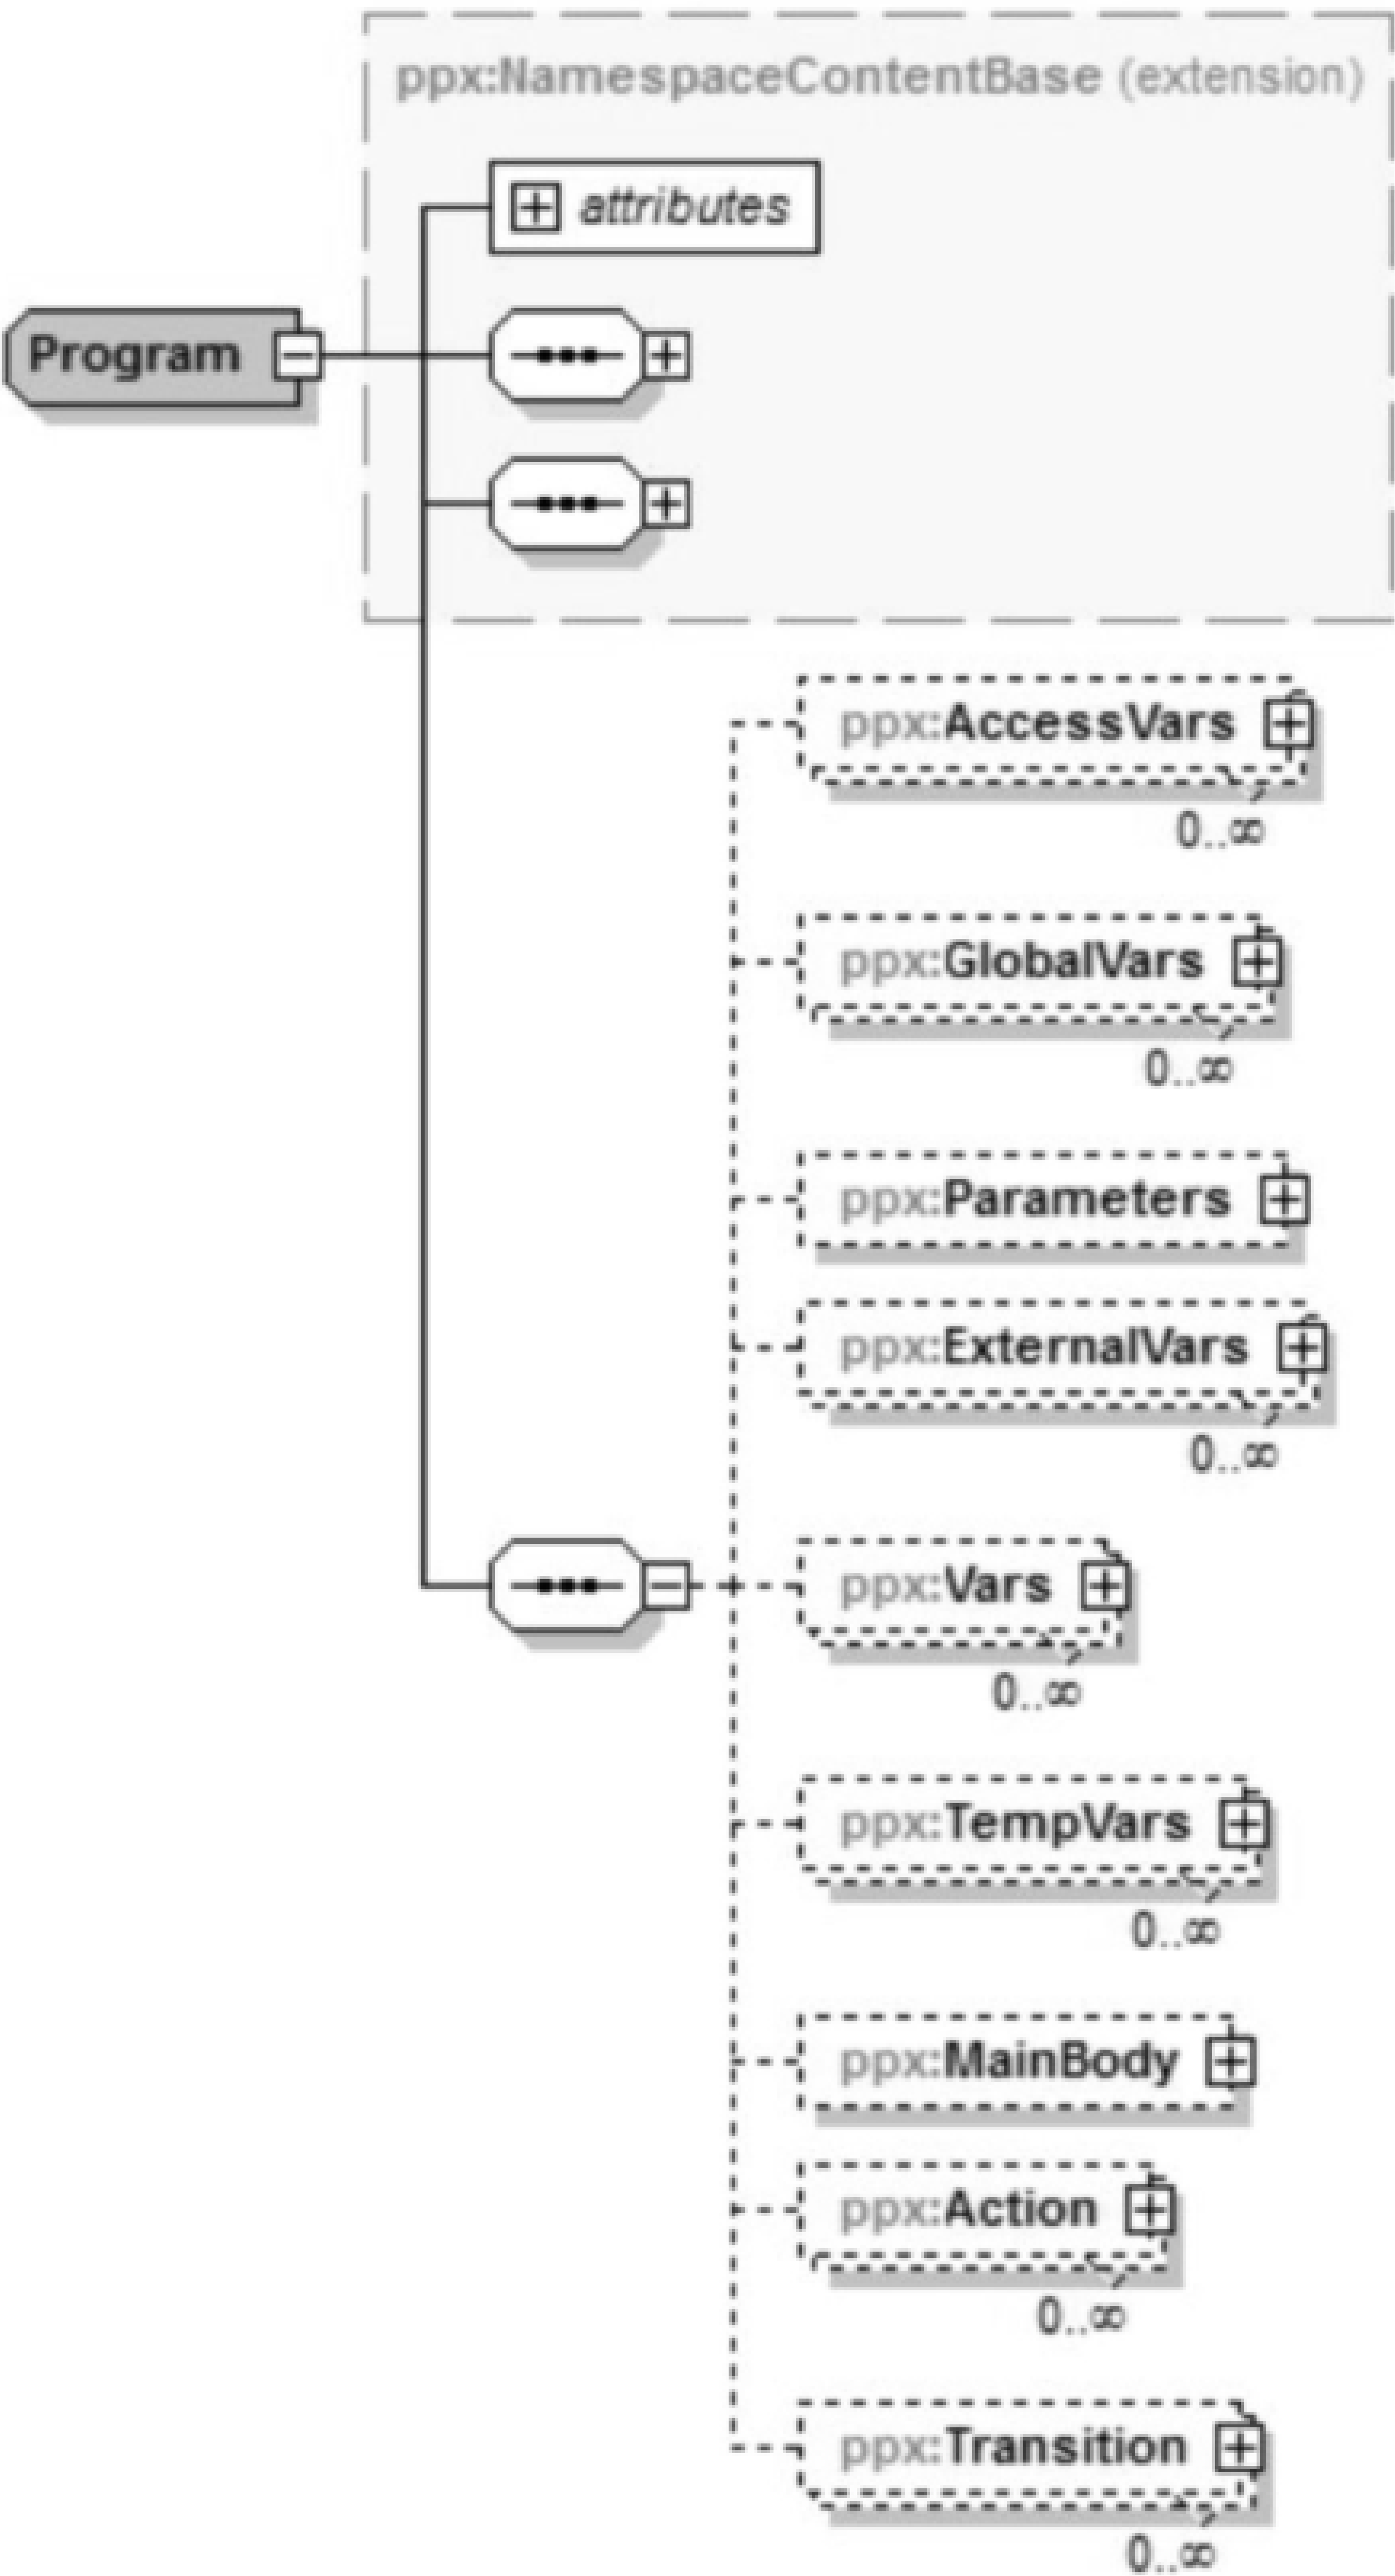 ppx:NamespaceContentBase (extension)
attributes
Program
ppx:AccessVars
0..∞
ppx:GlobalVars
0..∞
ppx:Parameters
ppx:ExternalVars
0..∞
ppx:Vars
0..∞
ppx:TempVars
0..∞
ppx:MainBody
ppx:Action
0..∞
ppx:Transition
0..∞